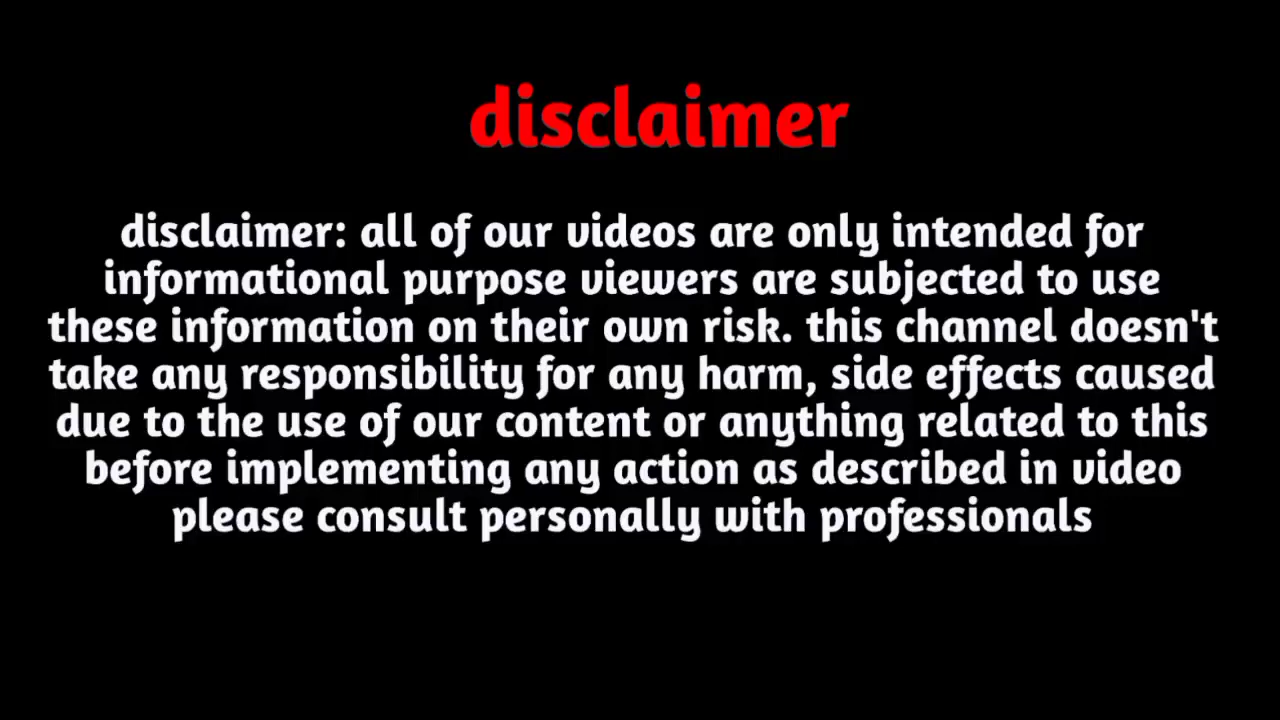 disclaimer
disclaimer: all of our videos are only intended for
informational purpose viewers are subjected to use
these information on their own risk. this channel doesn't
take any responsibility for any harm, side effects caused
due to the use of our content or anything related to this
before implementing any action as described in video
please consult personally with professionals